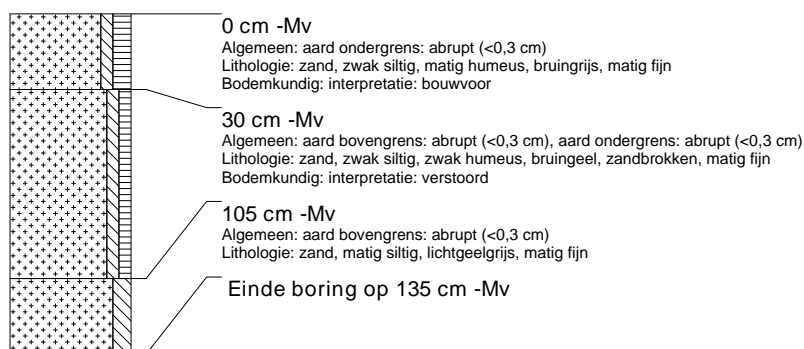 0 cm -Mv
Algemeen: aard ondergrens: abrupt (<0,3 cm)
Lithologie: zand, zwak siltig, matig humeus, bruingrijs, matig fijn
Bodemkundig: interpretatie: bouwvoor
30 cm -Mv
Algemeen: aard bovengrens: abrupt (<0,3 cm), aard ondergrens: abrupt (<0,3 cm)
Lithologie: zand, zwak siltig, zwak humeus, bruingeel, zandbrokken, matig fijn
Bodemkundig: interpretatie: verstoord
105 cm -Mv
Algemeen: aard bovengrens: abrupt (<0,3 cm)
Lithologie: zand, matig siltig, lichtgeelgrijs, matig fijn
Einde boring op 135 cm -Mv